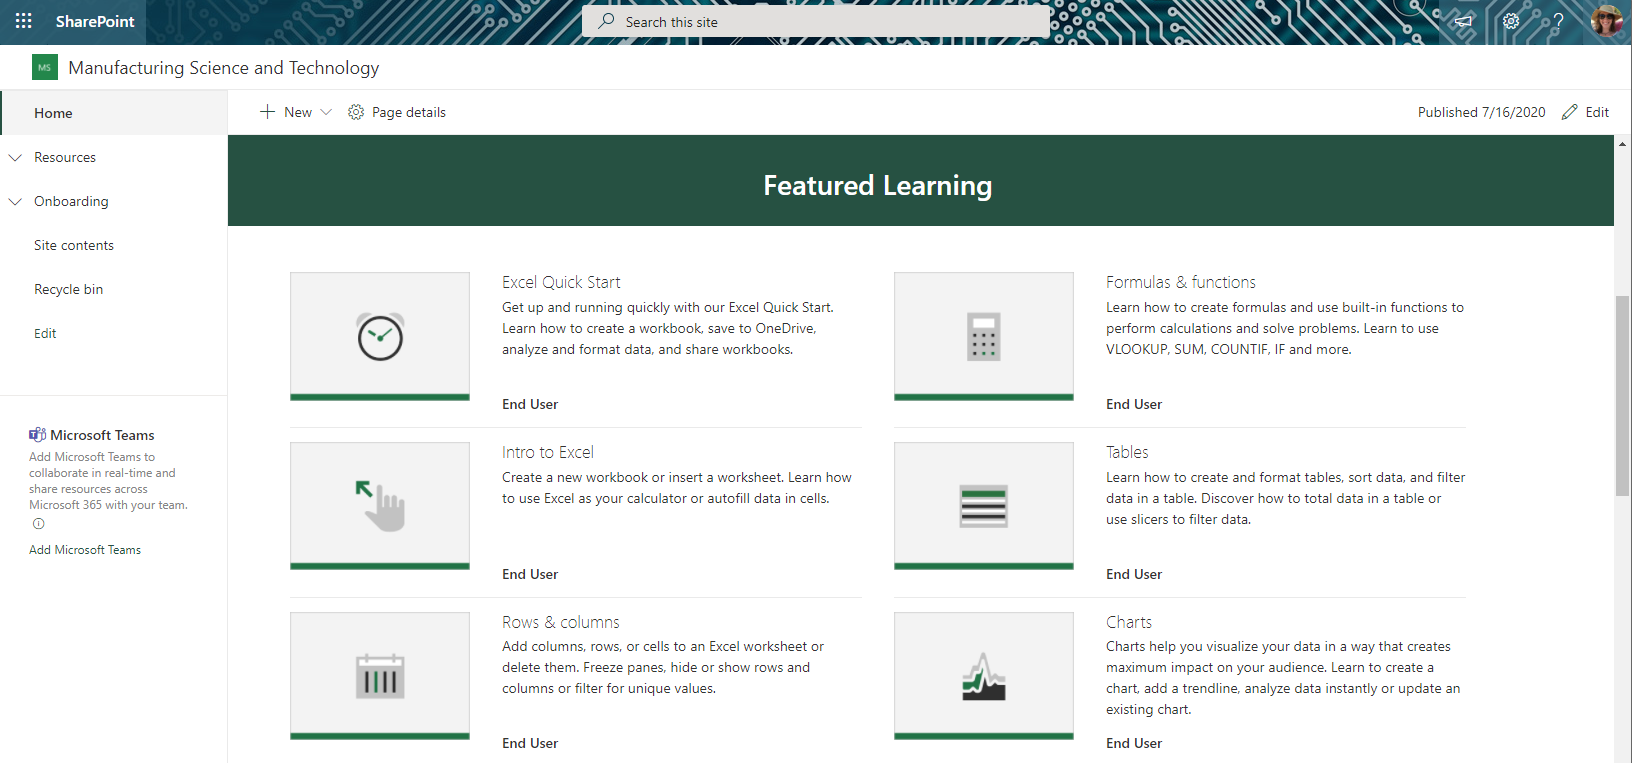 SharePoint
Search this site
?
MS
Manufacturing Science and Technology
Home
Resources
Onboarding
Site contents
Recycle bin
Edit
Microsoft Teams
Add Microsoft Teams to
collaborate in real-time and
share resources across
Microsoft 365 with your team.
Add Microsoft Teams
New
Page details
Published 7/16/2020
Edit
Featured Learning
Excel Quick Start
Get up and running quickly with our Excel Quick Start.
Learn how to create a workbook, save to OneDrive,
analyze and format data, and share workbooks.
End User
Formulas & functions
Learn how to create formulas and use built-in functions to
perform calculations and solve problems. Learn to use
VLOOKUP, SUM, COUNTIF, IF and more.
End User
Intro to Excel
Create a new workbook or insert a worksheet. Learn how
to use Excel as your calculator or autofill data in cells.
End User
Tables
Learn how to create and format tables, sort data, and filter
data in a table. Discover how to total data in a table or
use slicers to filter data.
End User
Rows & columns
Add columns, rows, or cells to an Excel worksheet or
delete them. Freeze panes, hide or show rows and
columns or filter for unique values.
End User
Charts
Charts help you visualize your data in a way that creates
maximum impact on your audience. Learn to create a
chart, add a trendline, analyze data instantly or update an
existing chart.
End User